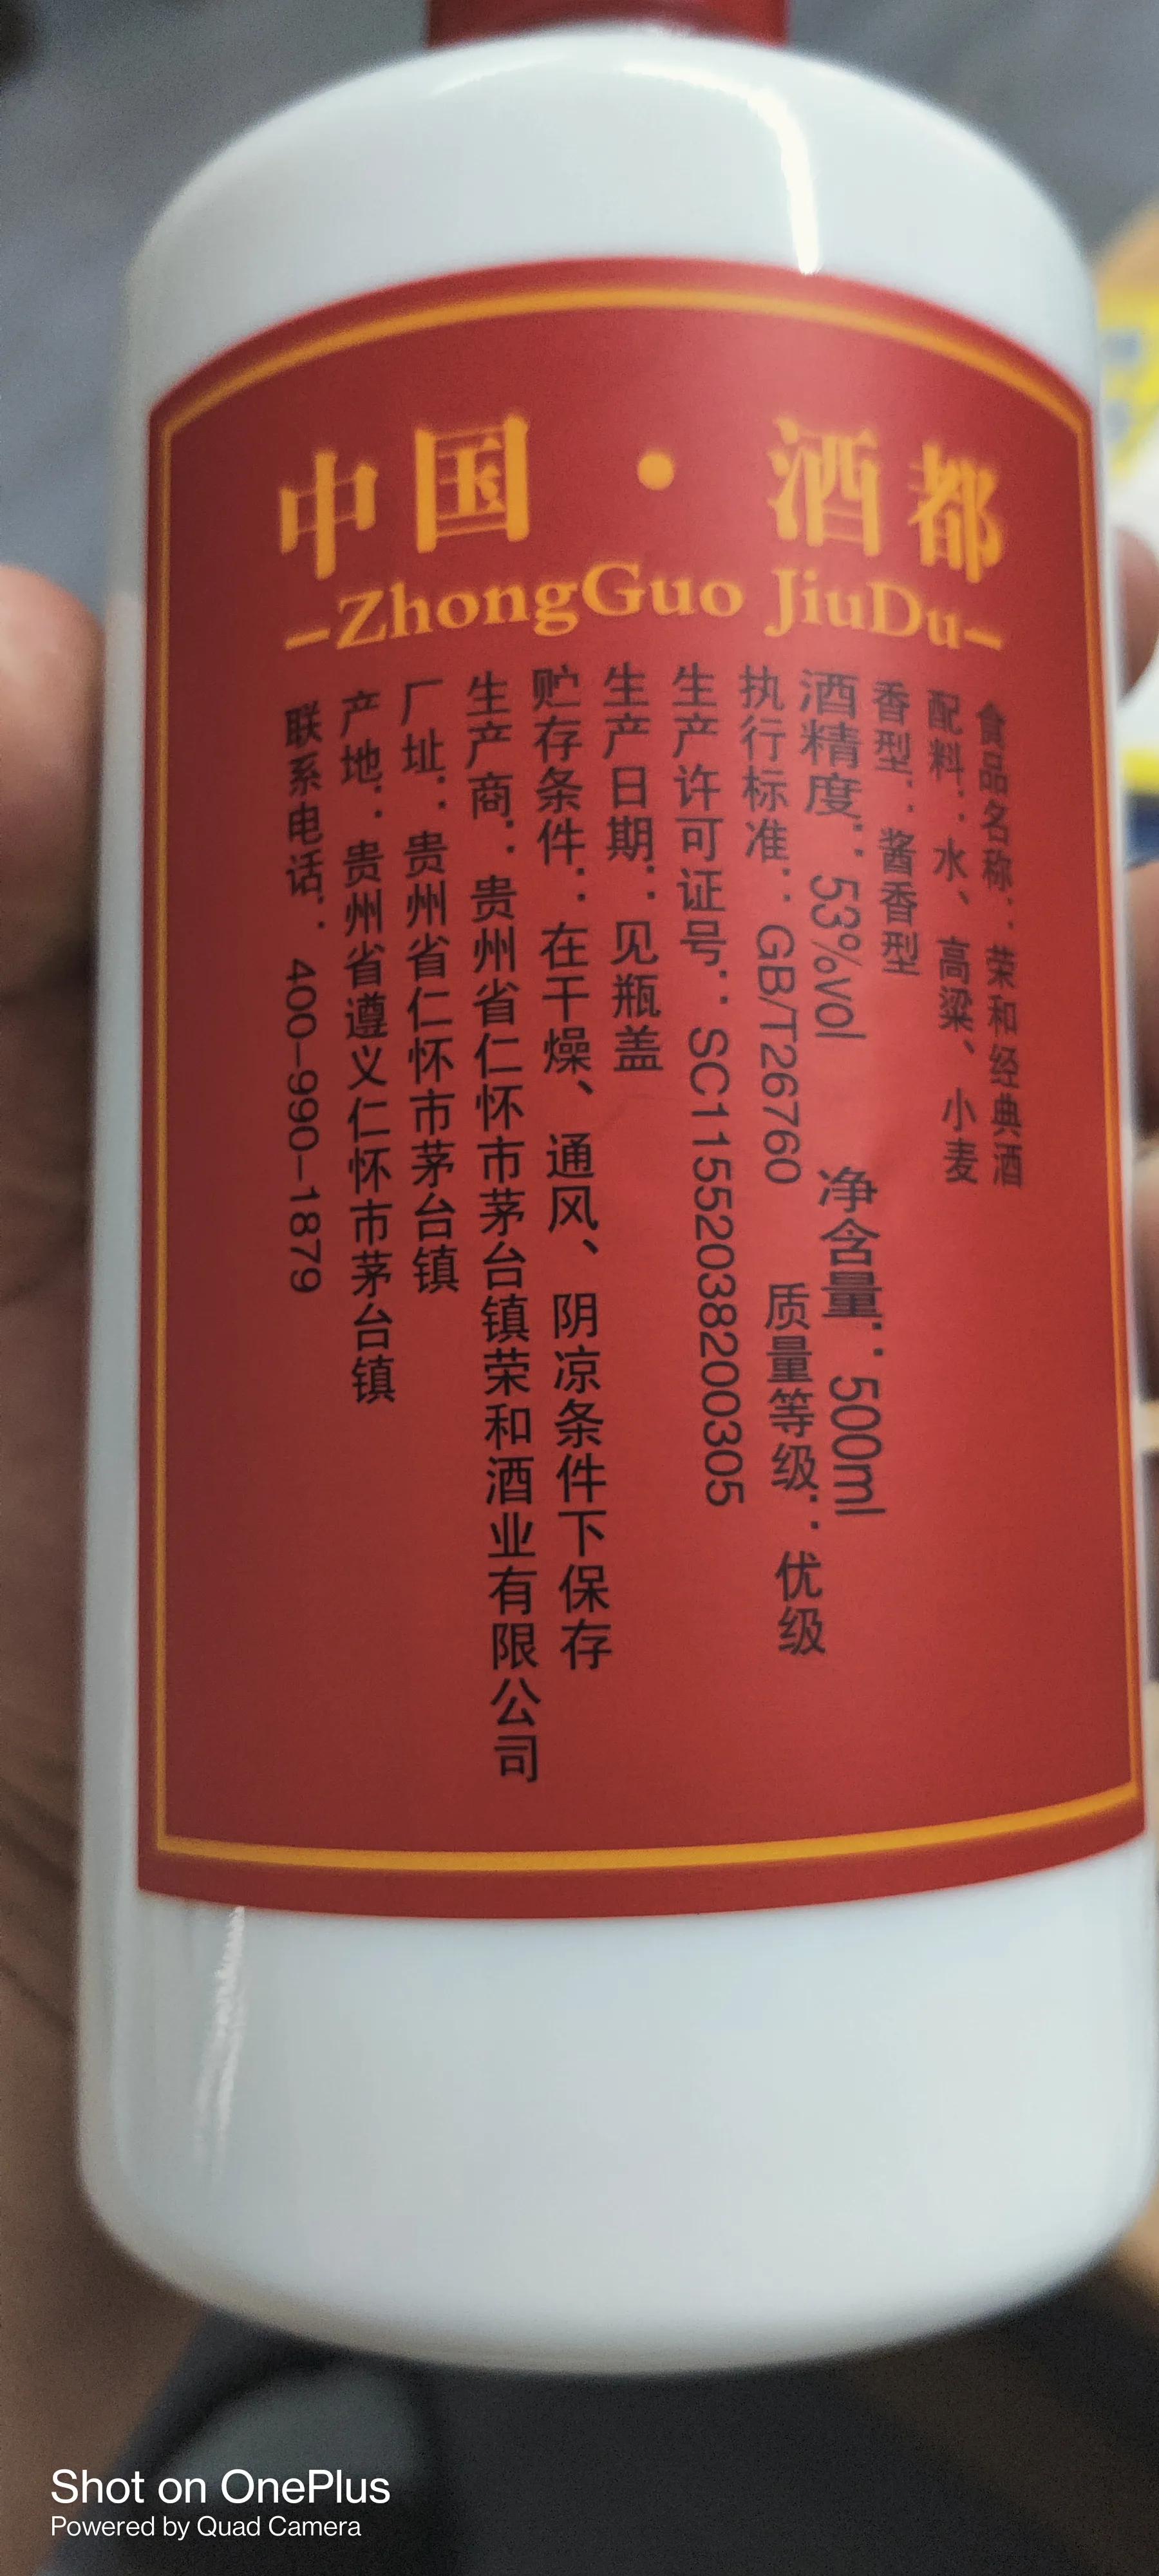 中国·酒都
—ZhongGuo JiuDu—
食品名称：荣和经典酒
配料：水、高粱、小麦
香型：酱香型
酒精度：53%vol 净含量：500ml
执行标准：GB/T26760 质量等级：优级
生产许可证号：SC11552038200305
生产日期：见瓶盖
贮存条件：在干燥、通风、阴凉条件下保存
生产商：贵州省仁怀市茅台镇荣和酒业有限公司
厂址：贵州省仁怀市茅台镇
产地：贵州省遵义仁怀市茅台镇
联系电话：400-990-1879
Shot on OnePlus
Powered by Quad Camera